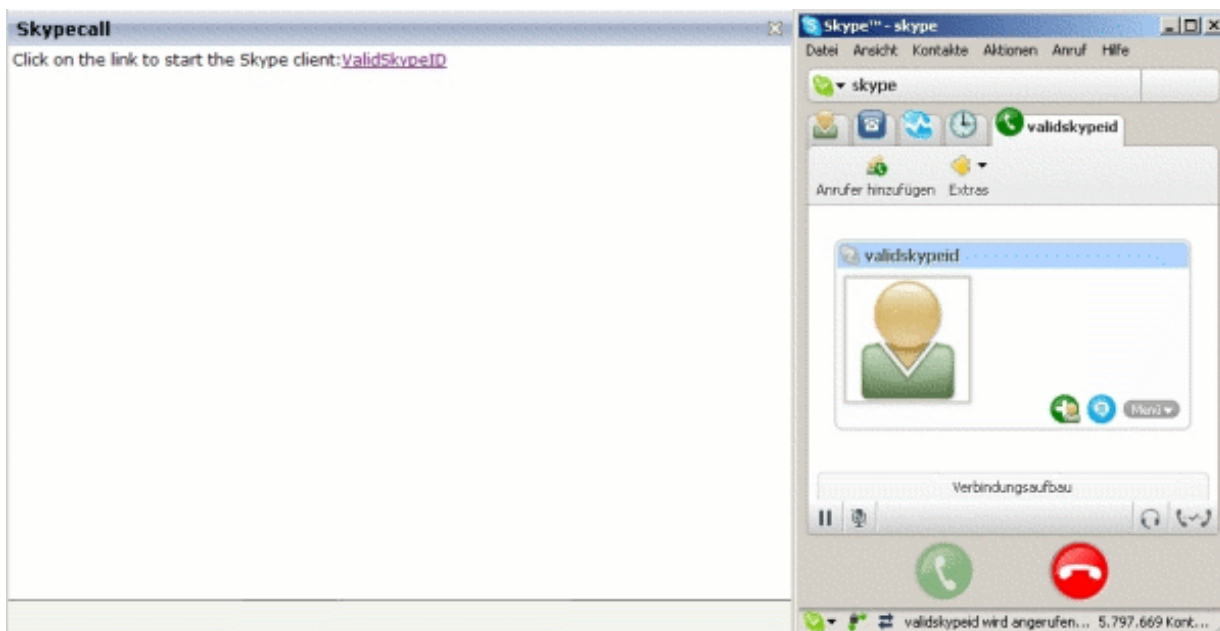 Skypecall
Click on the link to start the Skype client:ValidSkypeID
Skype™ - skype
Datei Ansicht Kontakte Aktionen Anruf Hilfe
skype
validskypeid
Anrufer hinzufügen Extras
validskypeid
Menü
Verbindungsaufbau
validskypeid wird angerufen... 5.797.669 Kont...